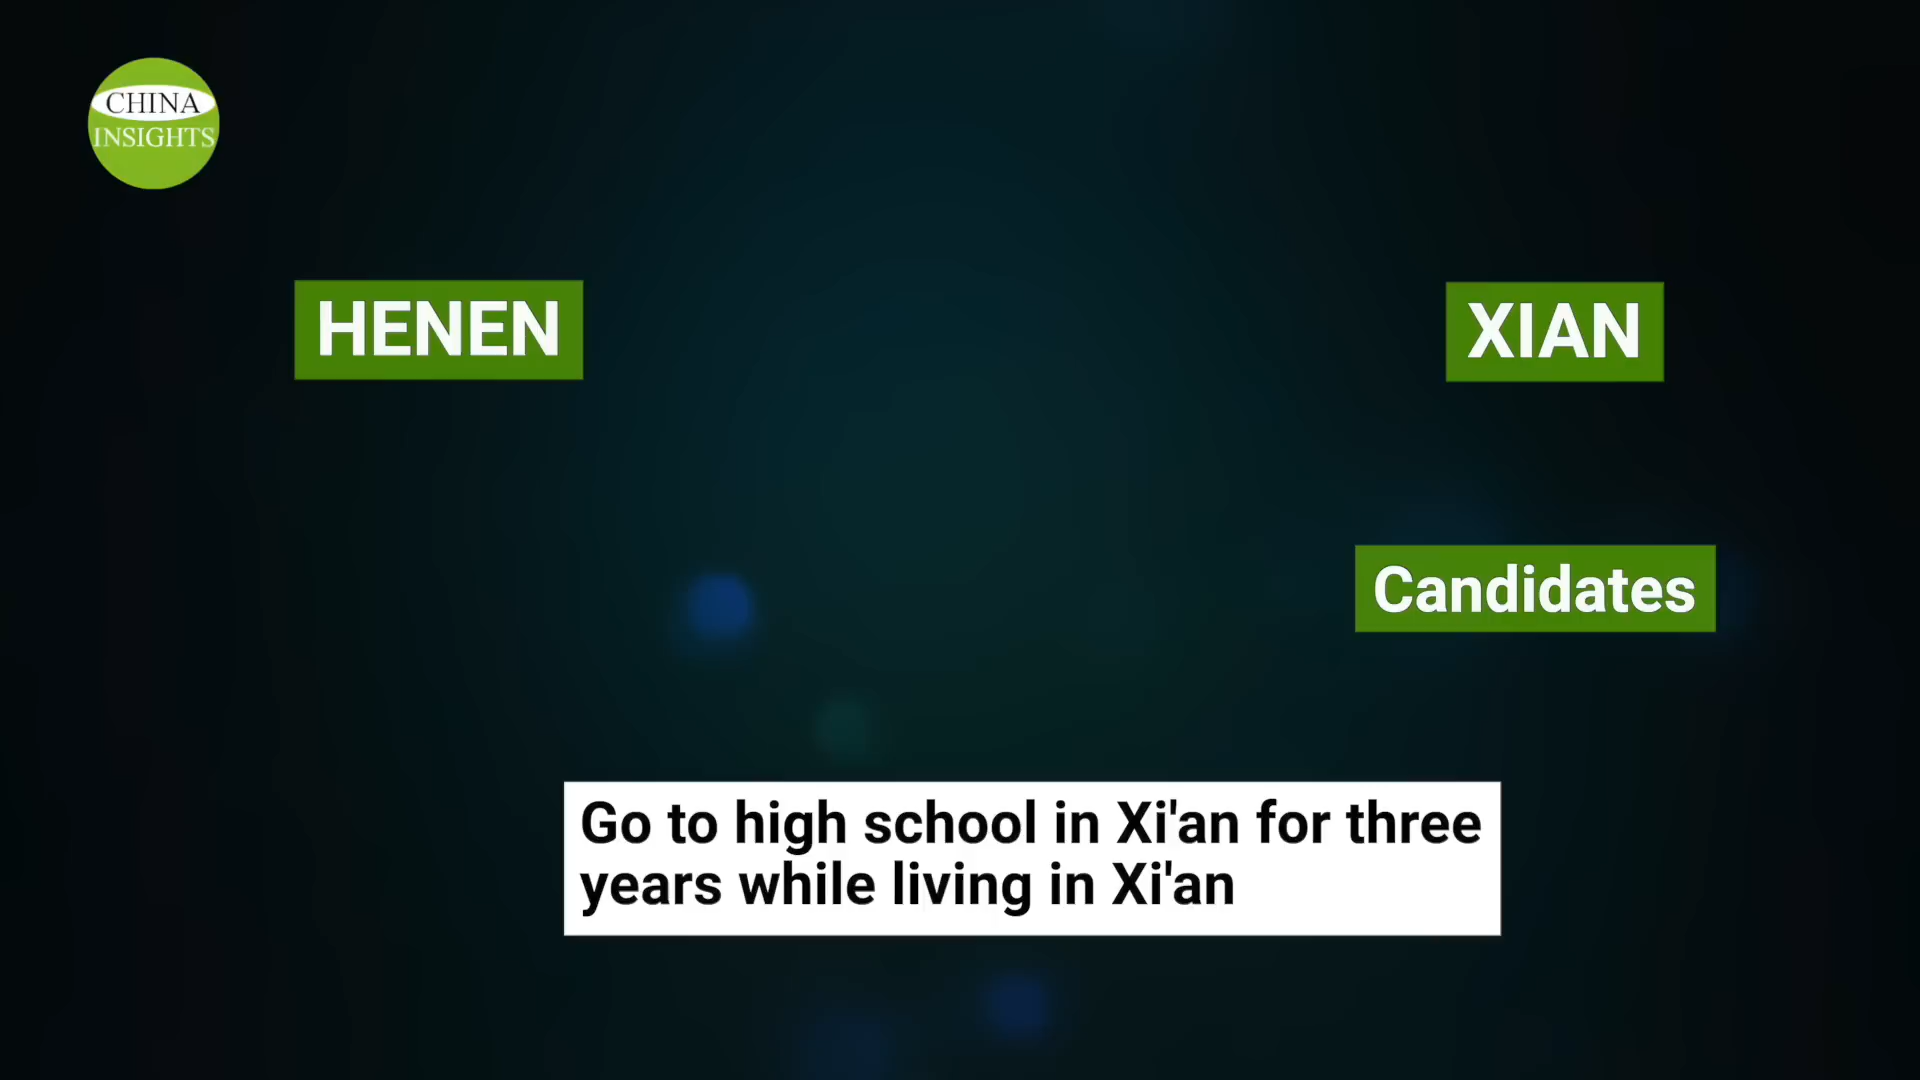 CHINA
INSIGHTS
HENEN
XIAN
Candidates
Go to high school in Xi'an for three
years while living in Xi'an